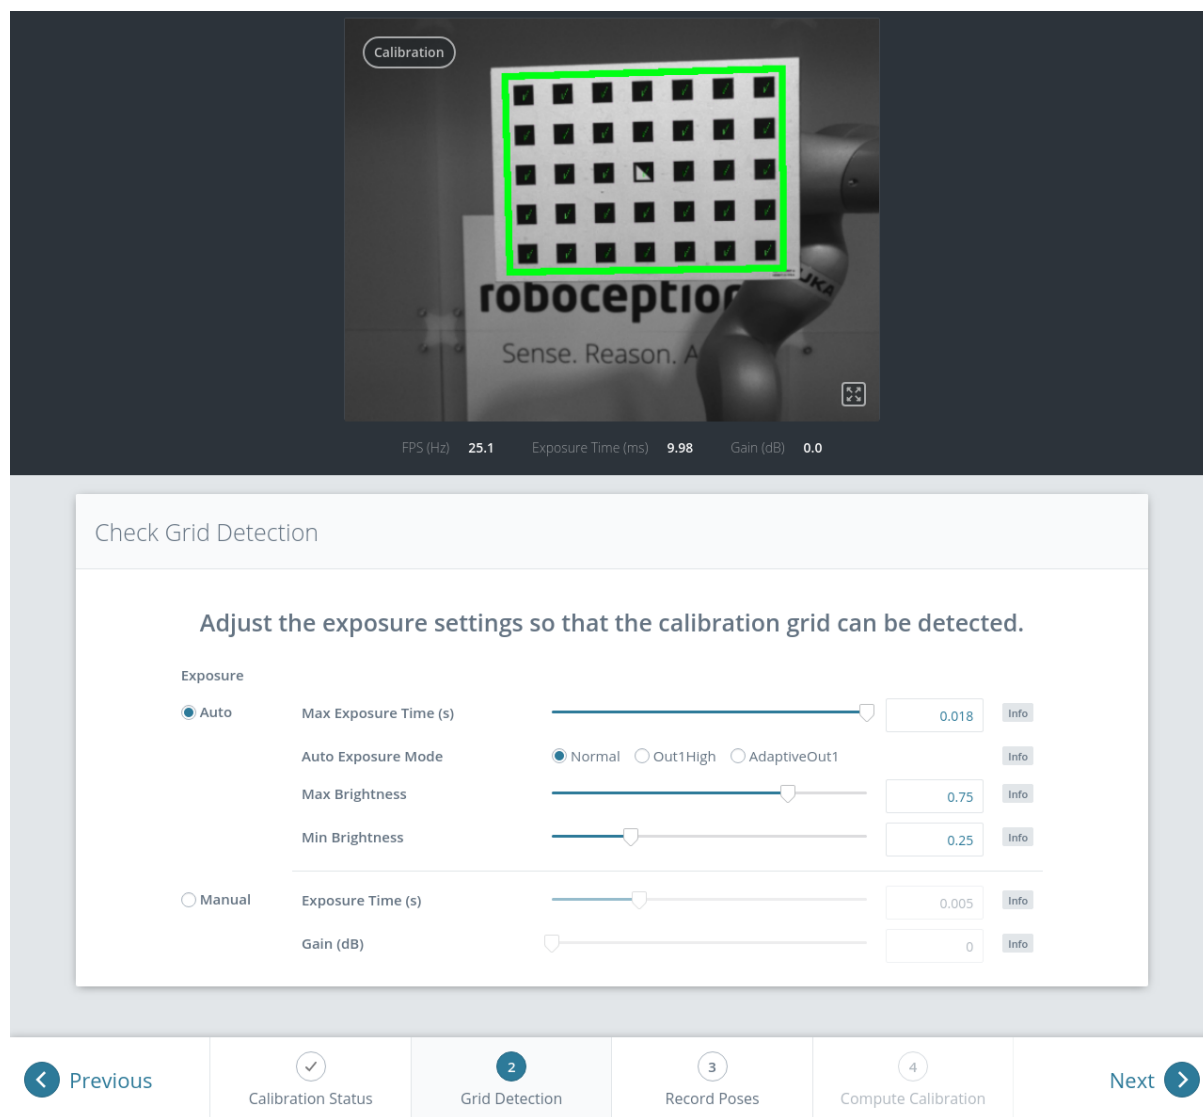 Calibration
roboception
Sense. Reason. A
FPS (Hz) 25.1 Exposure Time (ms) 9.98 Gain (dB) 0.0
Check Grid Detection
Adjust the exposure settings so that the calibration grid can be detected.
Exposure
Auto Max Exposure Time (s) 0.018 Info
Auto Exposure Mode Normal Out1High AdaptiveOut1 Info
Max Brightness 0.75 Info
Min Brightness 0.25 Info
Manual Exposure Time (s) 0.005 Info
Gain (dB) 0 Info
Previous
Calibration Status
2
Grid Detection
3
Record Poses
4
Compute Calibration
Next